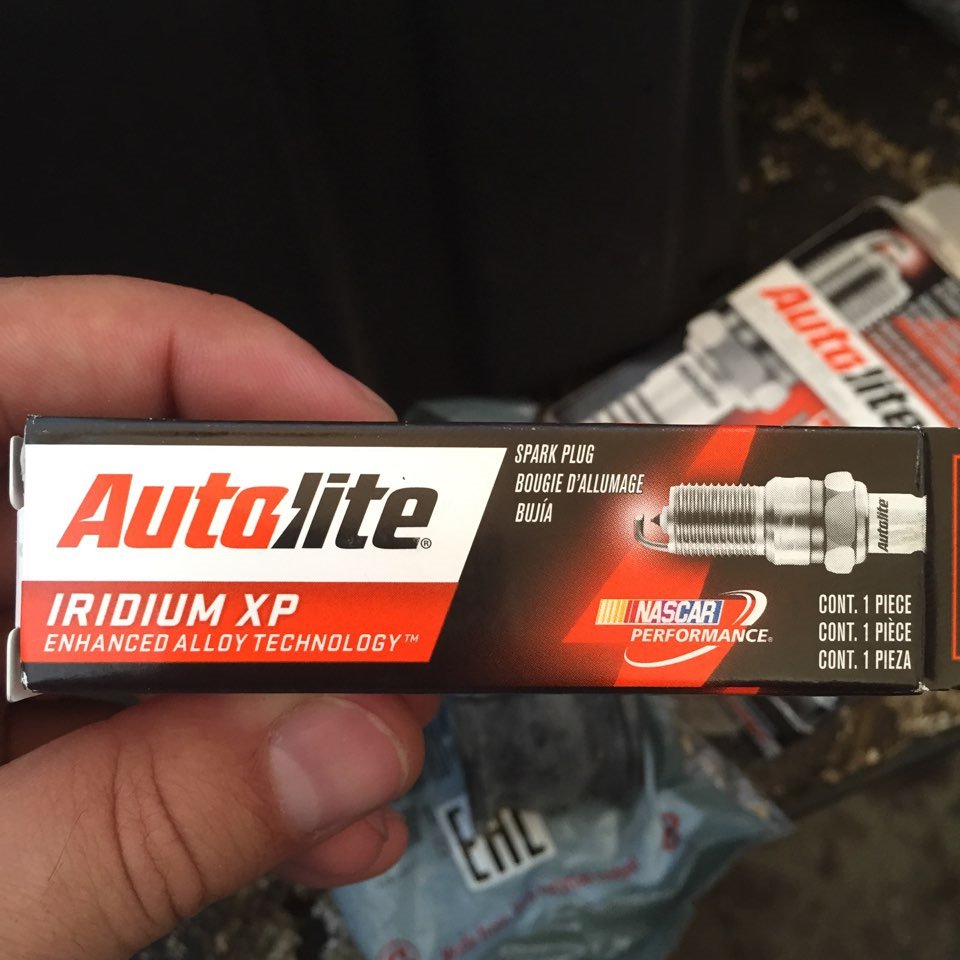 Autolite®
IRIDIUM XP
ENHANCED ALLOY TECHNOLOGY™
SPARK PLUG
BOUGIE D'ALLUMAGE
BUJÍA
Autolite
NASCAR
PERFORMANCE®
CONT. 1 PIECE
CONT. 1 PIÈCE
CONT. 1 PIEZA
Autolite
EAC